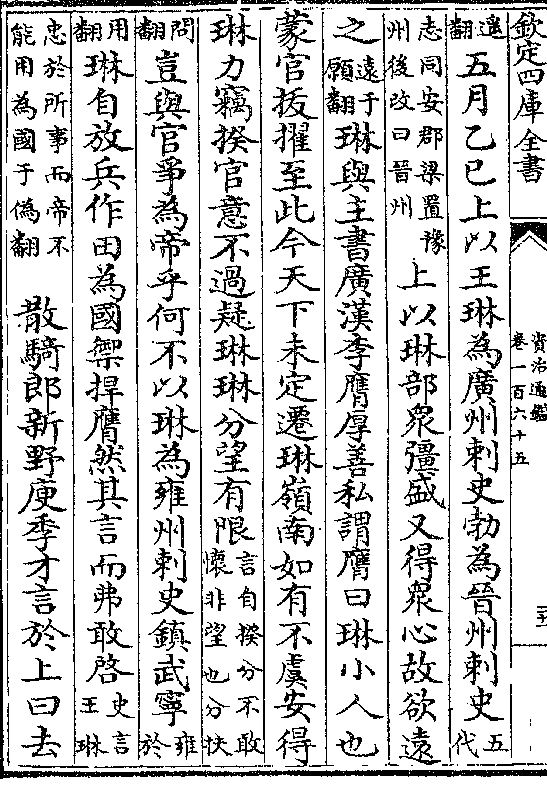 欽定四庫全書
資治通鑑
卷一百六十五
翻遥五月乙巳上以王琳為廣州刺史勃為晉州刺史五代
志同安郡梁置豫州後改曰晉州上以琳部衆彊盛又得衆心故欲遠
之遠于願翻琳與主書廣漢李膺厚善私謂膺曰琳小人也
蒙官拔擢至此今天下未定遷琳嶺南如有不虞安得
琳力竊揆官意不過疑琳琳分望有限言自揆分不敢懷非望也分扶
問翻豈與官爭為帝乎何不以琳為雍州刺史鎮武寧雍於
用翻琳自放兵作田為國禦捍膺然其言而弗敢啓史言王琳
忠於所事而帝不能用為國于偽翻 散騎郎新野庾季才言於上曰去